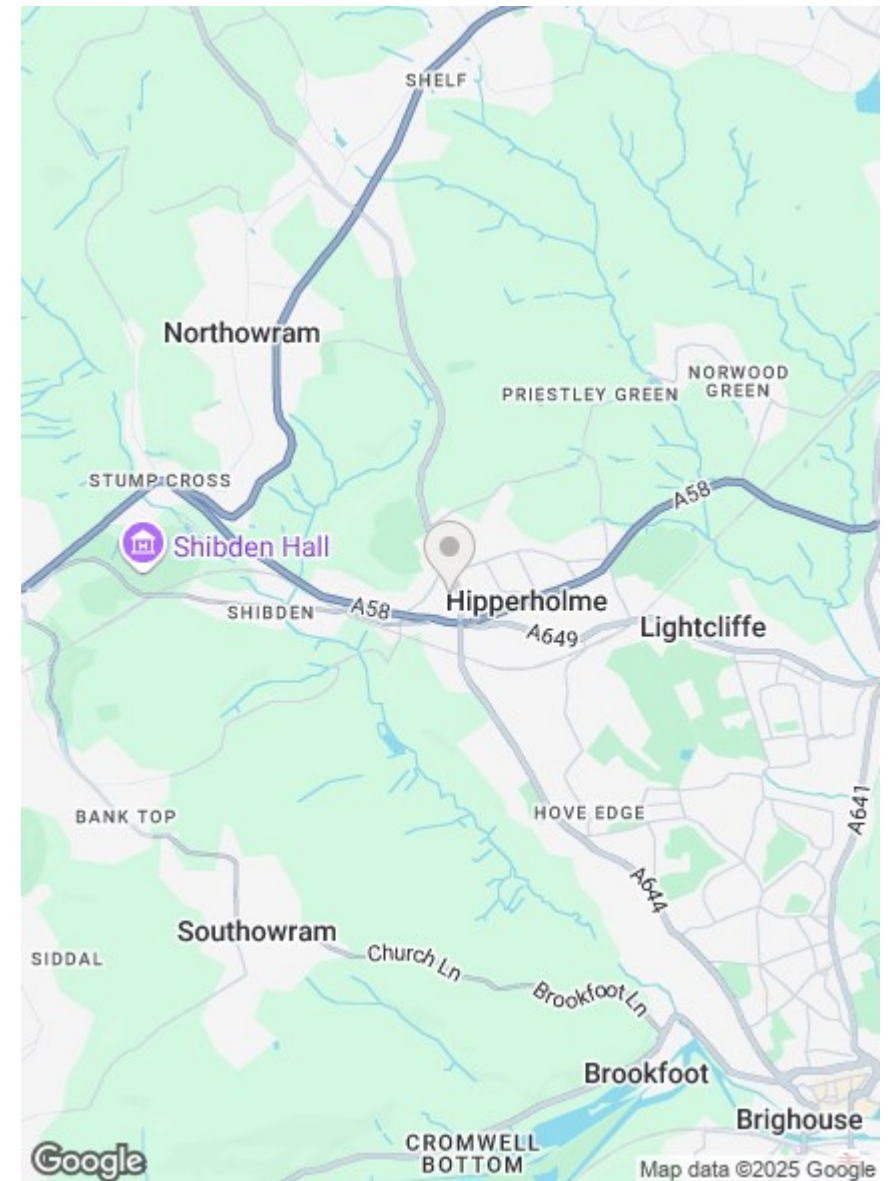 SHELF
Northowram
NORWOOD
GREEN
PRIESTLEY GREEN
STUMP CROSS
A58
Shibden Hall
Hipperholme
SHIBDEN
A58
A649
Lightcliffe
BANK TOP
HOVE EDGE
A641
A644
Southowram
SIDDAL
Church Ln
Brookfoot Ln
Brookfoot
Brighouse
CROMWELL
BOTTOM
Google
Map data ©2025 Google